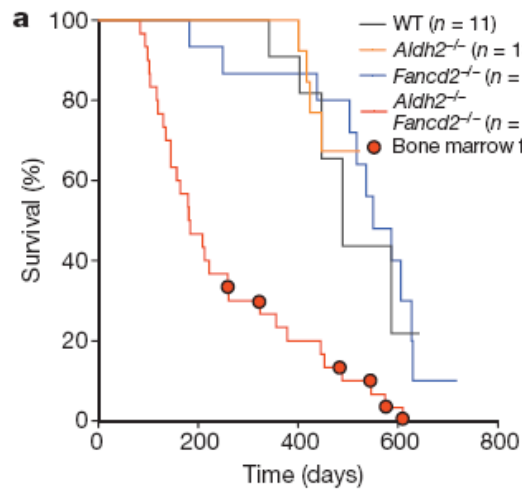 a
100
80
60
40
20
0
Survival (%)
0 200 400 600 800
Time (days)
WT (n = 11)
Aldh2−/− (n = 1
Fancd2−/− (n =
Aldh2−/−
Fancd2−/− (n =
Bone marrow f